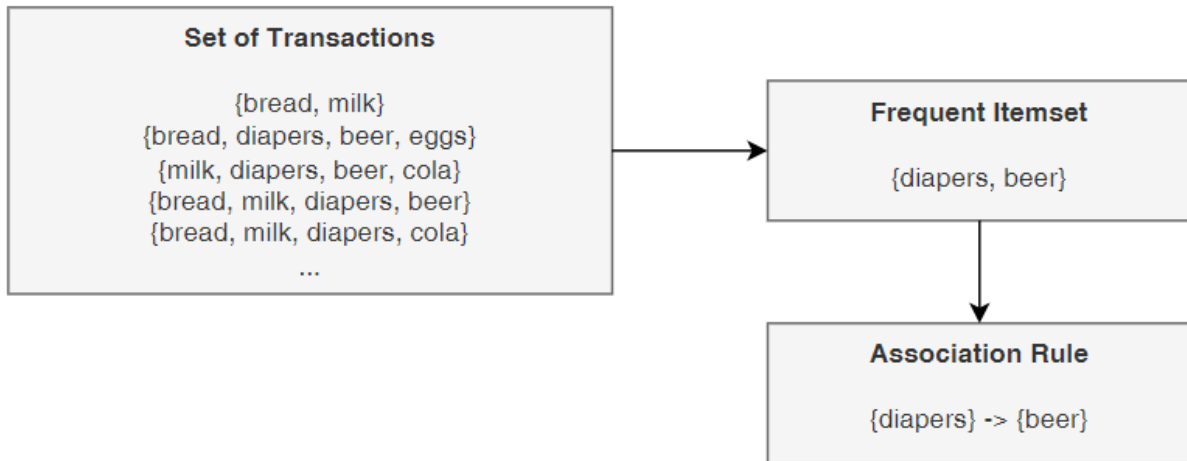 Set of Transactions
{bread, milk}
{bread, diapers, beer, eggs}
{milk, diapers, beer, cola}
{bread, milk, diapers, beer}
{bread, milk, diapers, cola}
...
Frequent Itemset
{diapers, beer}
Association Rule
{diapers} -> {beer}